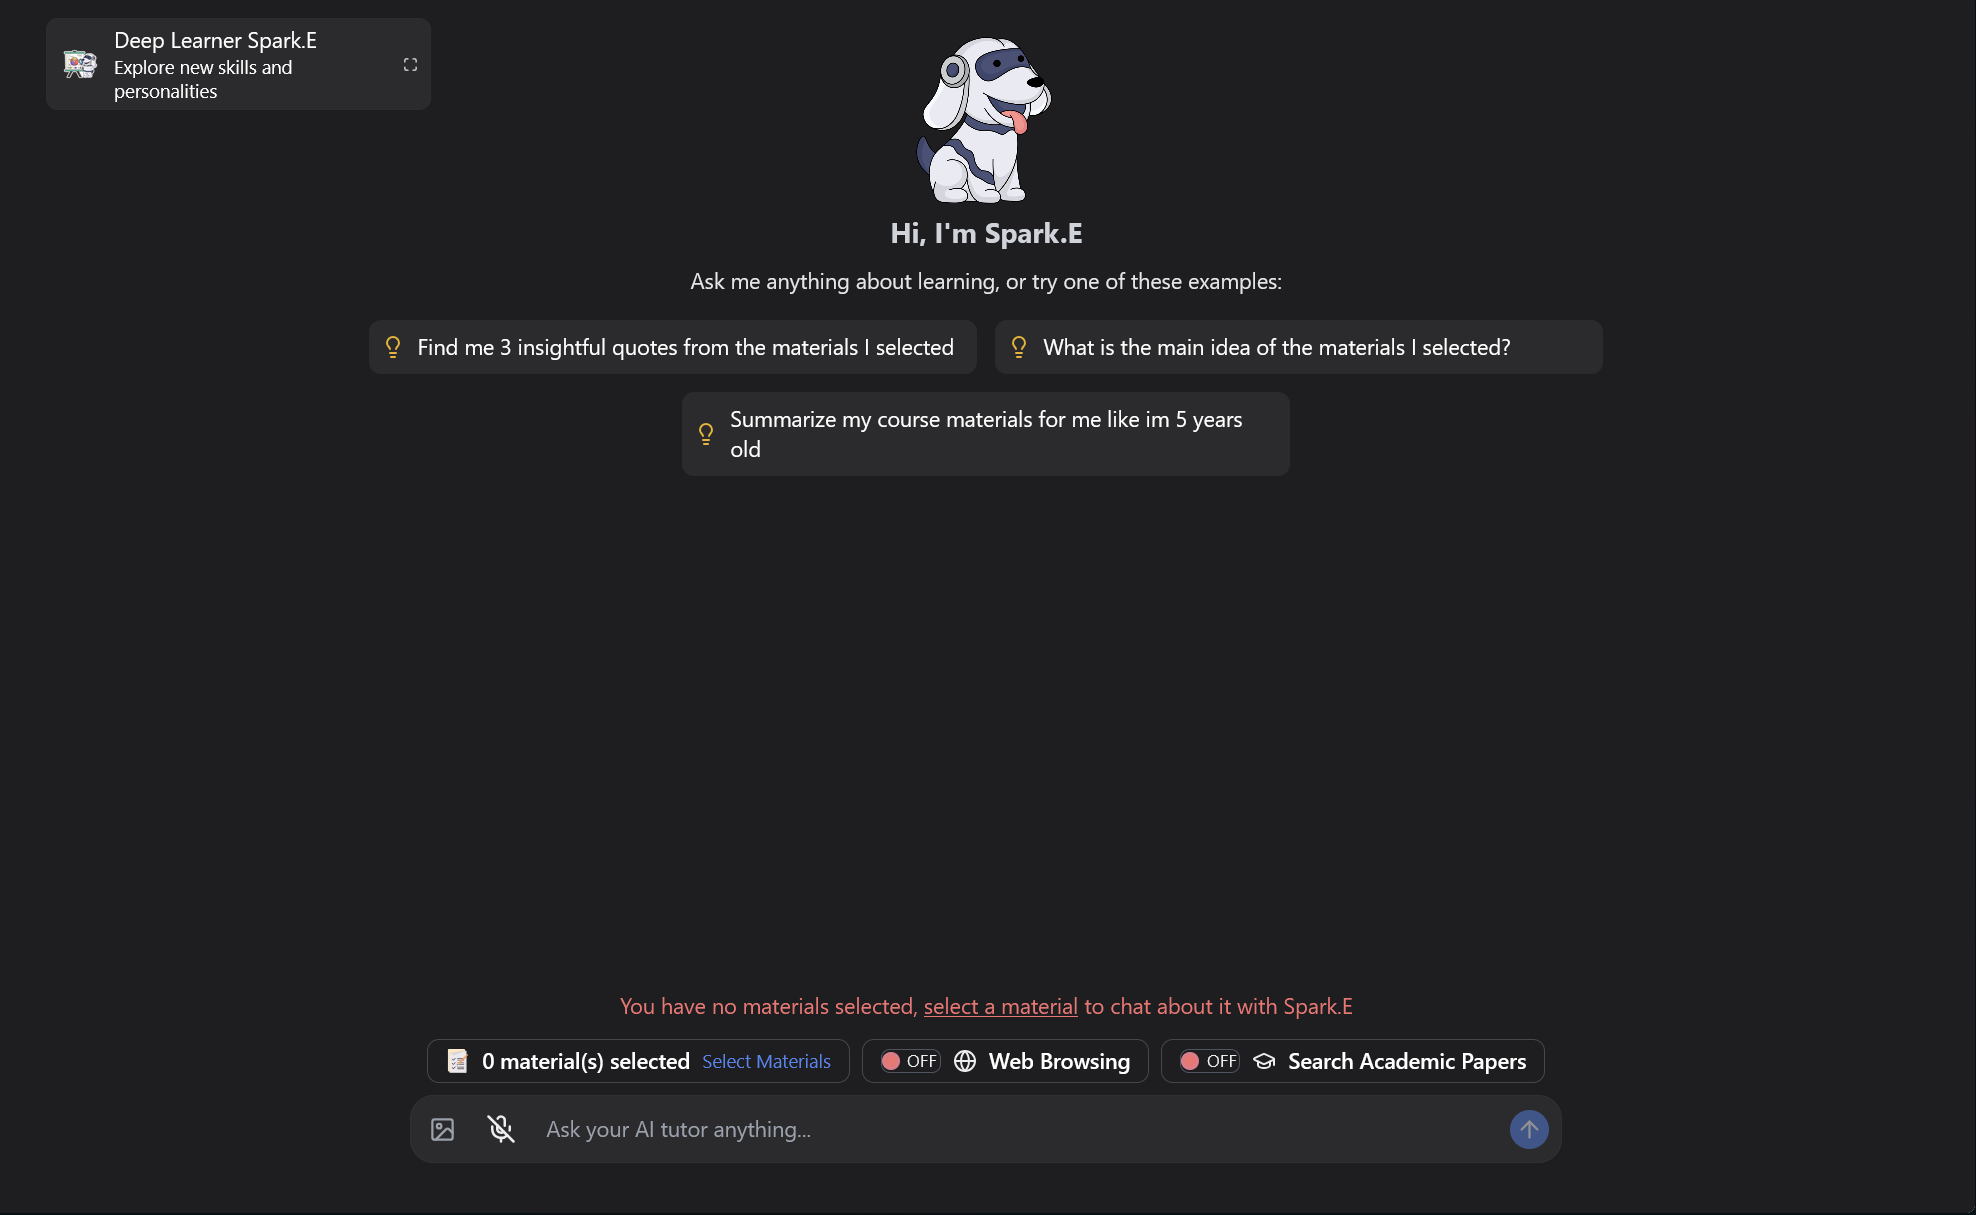 Deep Learner Spark.E
Explore new skills and
personalities
Hi, I'm Spark.E
Ask me anything about learning, or try one of these examples:
Find me 3 insightful quotes from the materials I selected
What is the main idea of the materials I selected?
Summarize my course materials for me like im 5 years
old
You have no materials selected, select a material to chat about it with Spark.E
0 material(s) selected Select Materials
OFF Web Browsing
OFF Search Academic Papers
Ask your AI tutor anything...